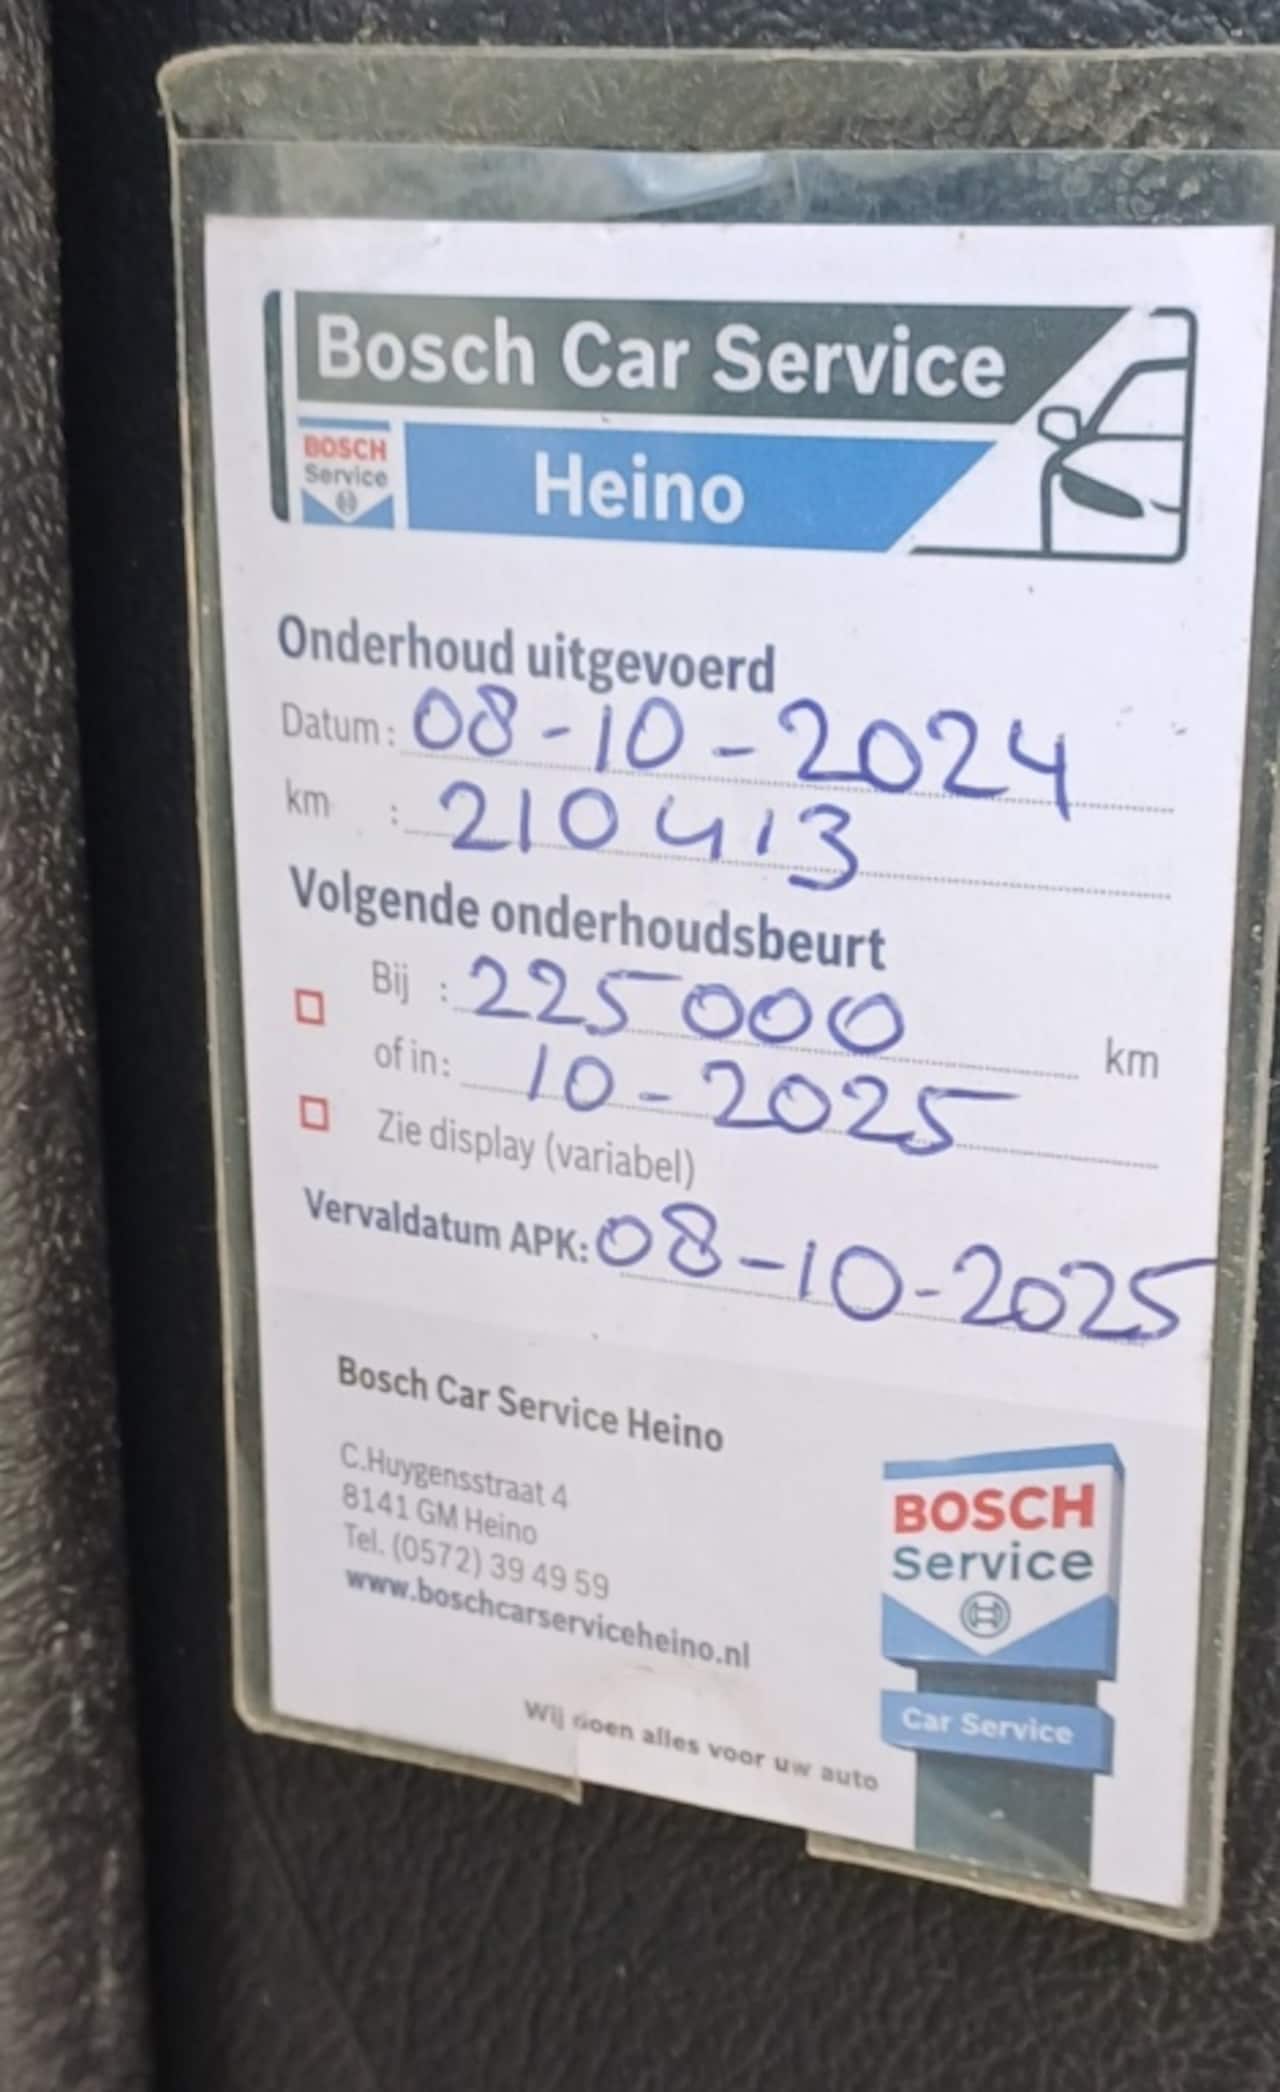 Bosch Car Service
BOSCH
Service
Heino
Onderhoud uitgevoerd
Datum: 08-10-2024
km : 210413
Volgende onderhoudsbeurt
Bij : 225000 km
of in: 10-2025
Zie display (variabel)
Vervaldatum APK: 08-10-2025
Bosch Car Service Heino
C.Huygensstraat 4
8141 GM Heino
Tel. (0572) 39 49 59
www.boschcarserviceheino.nl
Wij doen alles voor uw auto
BOSCH
Service
Car Service